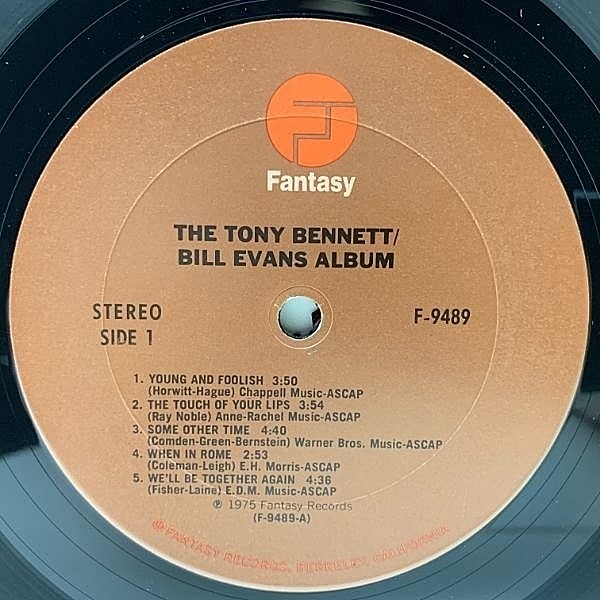 Fantasy
THE TONY BENNETT/
BILL EVANS ALBUM
STEREO
SIDE 1
F-9489
1. YOUNG AND FOOLISH 3:50
(Horwitt-Hague) Chappell Music-ASCAP
2. THE TOUCH OF YOUR LIPS 3:54
(Ray Noble) Anne-Rachel Music-ASCAP
3. SOME OTHER TIME 4:40
(Comden-Green-Bernstein) Warner Bros. Music-ASCAP
4. WHEN IN ROME 2:53
(Coleman-Leigh) E.H. Morris-ASCAP
5. WE'LL BE TOGETHER AGAIN 4:36
(Fisher-Laine) E.D.M. Music-ASCAP
℗ 1975 Fantasy Records
(F-9489-A)
© FANTASY RECORDS, BERKELEY, CALIFORNIA